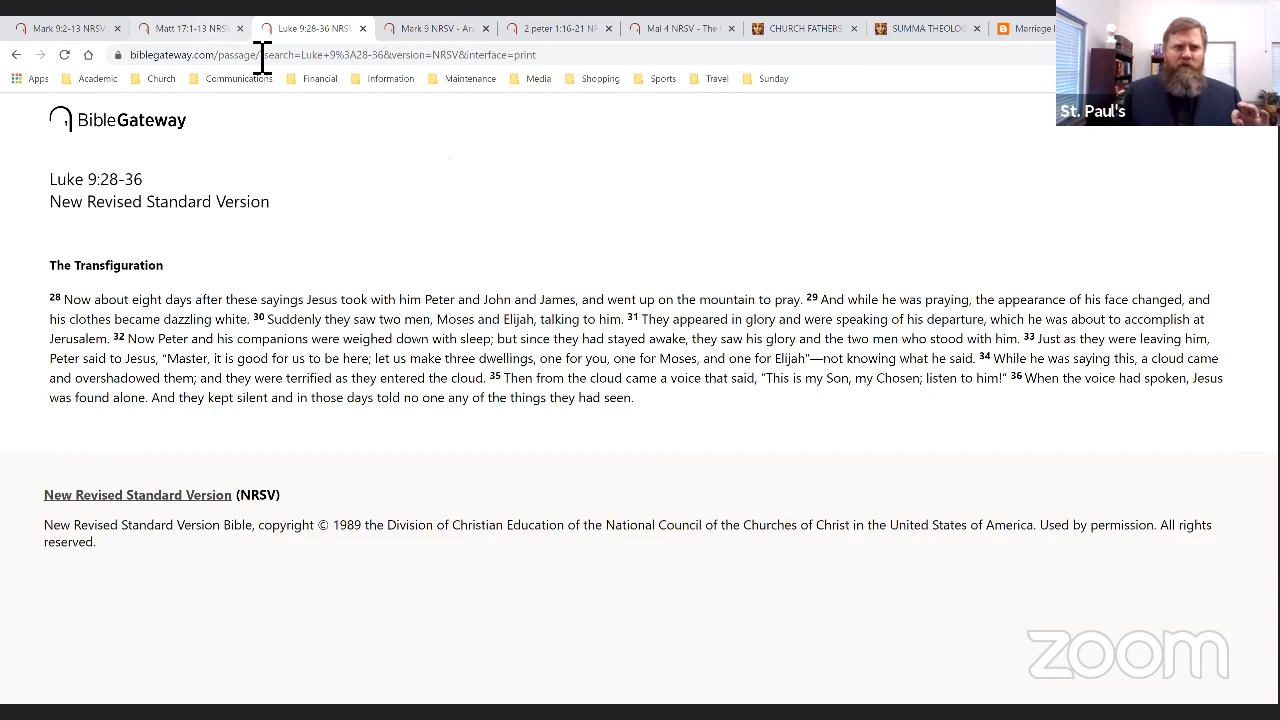 Mark 9:2-13 NRSV
Matt 17:1-13 NRSV
Luke 9:28-36 NRSV
Mark 9 NRSV - An
2 peter 1:16-21 NR
Mal 4 NRSV - The
CHURCH FATHERS
SUMMA THEOLOG
Marriage
Apps
Academic
Church
Communications
Financial
Information
Maintenance
Medical
Shopping
Support
Travel
Sunday
St. Paul's
BibleGateway
Luke 9:28-36
New Revised Standard Version
The Transfiguration
28 Now about eight days after these sayings Jesus took with him Peter and John and James, and went up on the mountain to pray. 29 And while he was praying, the appearance of his face changed, and
his clothes became dazzling white. 30 Suddenly they saw two men, Moses and Elijah, talking to him. 31 They appeared in glory and were speaking of his departure, which he was about to accomplish at
Jerusalem. 32 Now Peter and his companions were weighed down with sleep; but since they had stayed awake, they saw his glory and the two men who stood with him. 33 Just as they were leaving him,
Peter said to Jesus, “Master, it is good for us to be here; let us make three dwellings, one for you, one for Moses, and one for Elijah”—not knowing what he said. 34 While he was saying this, a cloud came
and overshadowed them; and they were terrified as they entered the cloud. 35 Then from the cloud came a voice that said, “This is my Son, my Chosen; listen to him!” 36 When the voice had spoken, Jesus
was found alone. And they kept silent and in those days told no one any of the things they had seen.
New Revised Standard Version (NRSV)
New Revised Standard Version Bible, copyright © 1989 the Division of Christian Education of the National Council of the Churches of Christ in the United States of America. Used by permission. All rights
reserved.
zoom